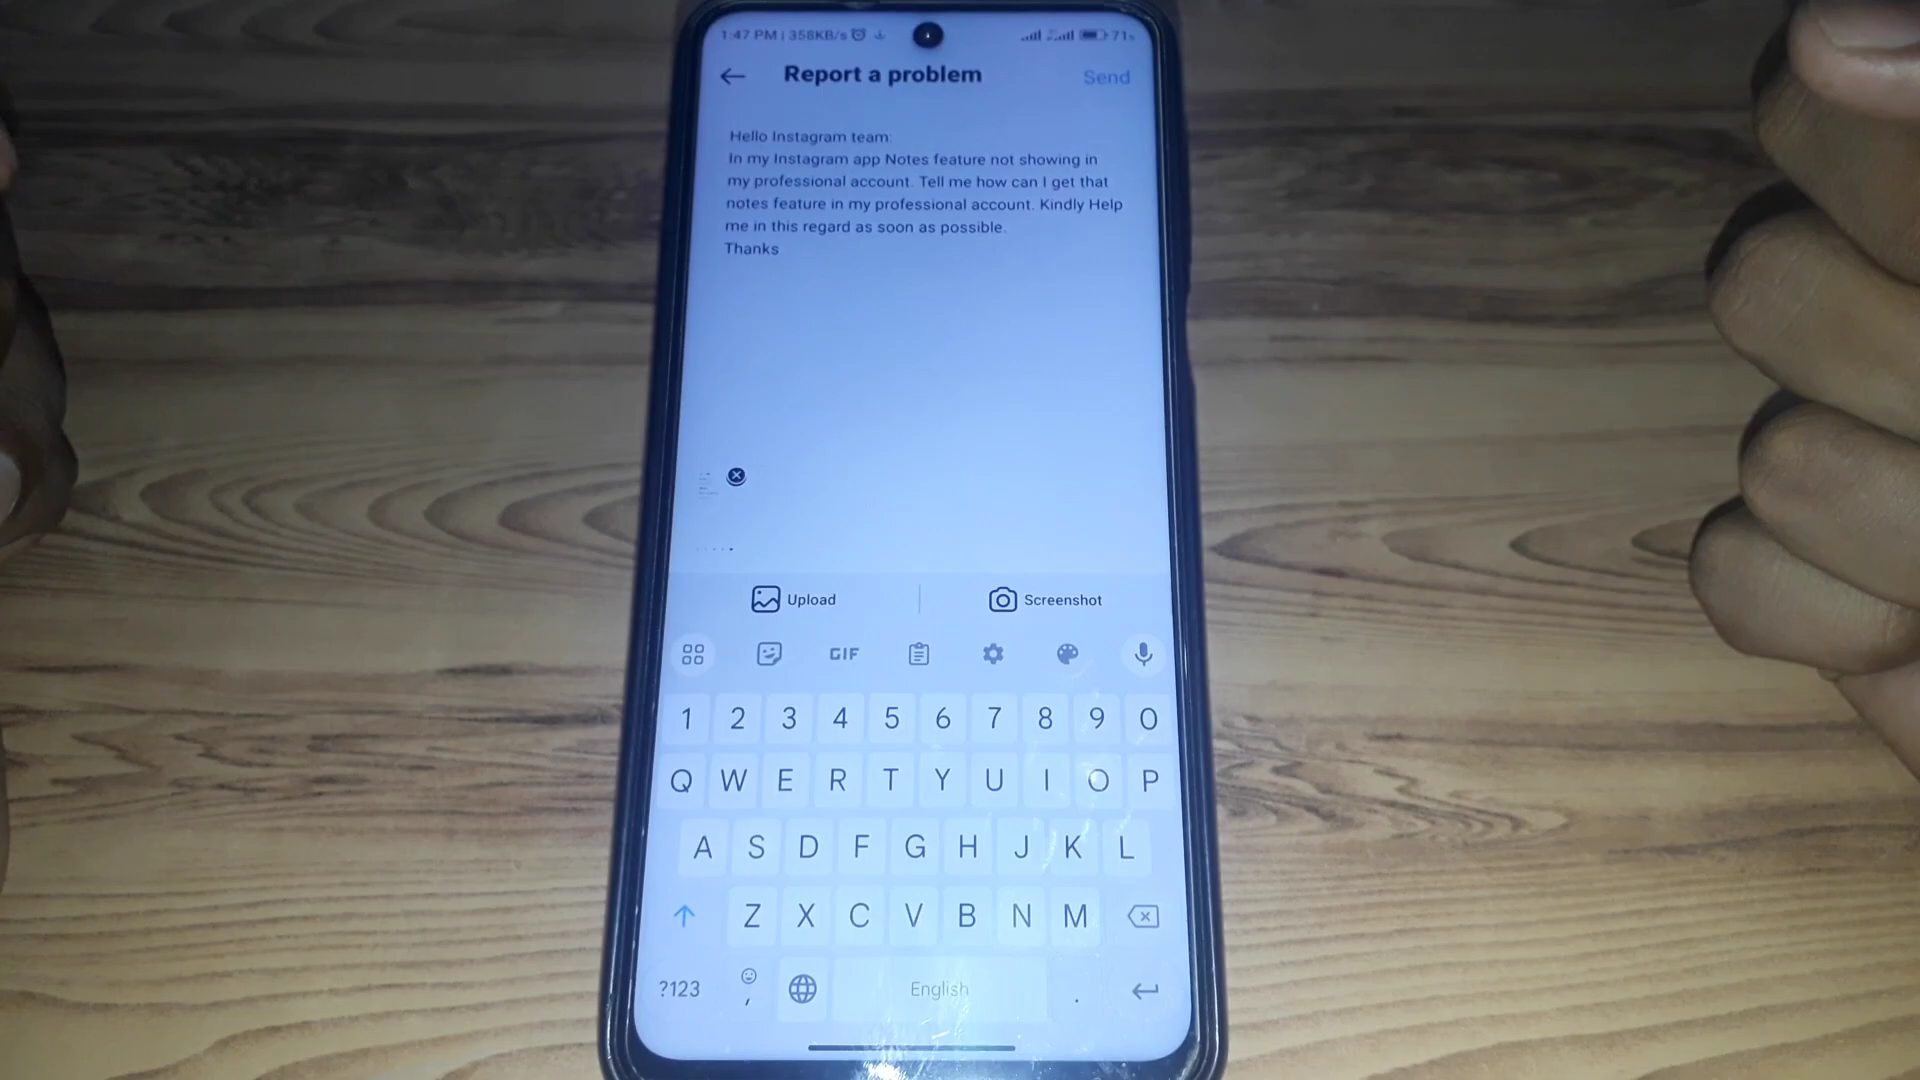 1:47 PM | 358KB/s
71
Report a problem
Send
Hello Instagram team:
In my Instagram app Notes feature not showing in
my professional account. Tell me how can I get that
notes feature in my professional account. Kindly Help
me in this regard as soon as possible.
Thanks
Upload
Screenshot
GIF
1 2 3 4 5 6 7 8 9 0
Q W E R T Y U I O P
A S D F G H J K L
Z X C V B N M
?123 , English .